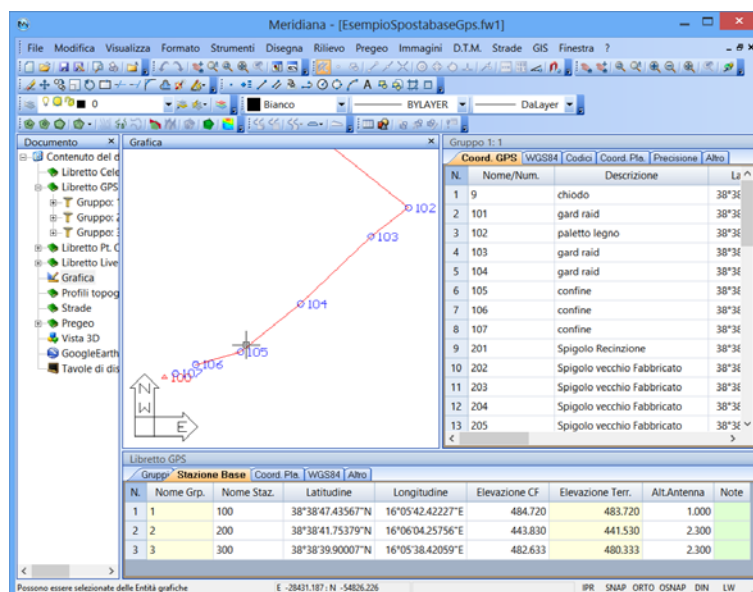 Meridiana - [EsempioSpostabaseGps.fw1]
File Modifica Visualizza Formato Strumenti Disegna Rilievo Pregeo Immagini D.T.M. Strade GIS Finestra ?
0 Bianco BYLAYER DaLayer
Documento
Contenuto del d
Libretto Cele
Libretto GPS
Gruppo: 1
Gruppo: 2
Gruppo: 3
Libretto Pt. C
Libretto Live
Grafica
Profili topog
Strade
Pregeo
Vista 3D
GoogleEarth
Tavole di dis
Grafica
102
103
104
105
106
107
100
N
W
E
Gruppo 1: 1
Coord. GPS WGS84 Codici Coord. Pla. Precisione Altro
N. Nome/Num. Descrizione La
1 9 chiodo 38°38
2 101 gard raid 38°38
3 102 paletto legno 38°38
4 103 gard raid 38°38
5 104 gard raid 38°38
6 105 confine 38°38
7 106 confine 38°38
8 107 confine 38°38
9 201 Spigolo Recinzione 38°38
10 202 Spigolo vecchio Fabbricato 38°38
11 203 Spigolo vecchio Fabbricato 38°38
12 204 Spigolo vecchio Fabbricato 38°38
13 205 Spigolo vecchio Fabbricato 38°38
Libretto GPS
Gruppi Stazione Base Coord. Pla. WGS84 Altro
N. Nome Grp. Nome Staz. Latitudine Longitudine Elevazione CF Elevazione Terr. Alt.Antenna Note
1 1 100 38°38'47.43567"N 16°05'42.42227"E 484.720 483.720 1.000
2 2 200 38°38'41.75379"N 16°06'04.25756"E 443.830 441.530 2.300
3 3 300 38°38'39.90007"N 16°05'38.42059"E 482.633 480.333 2.300
Possono essere selezionate delle Entità grafiche E -28431.187 : N -54826.226 IPR SNAP ORTO OSNAP DIN LW